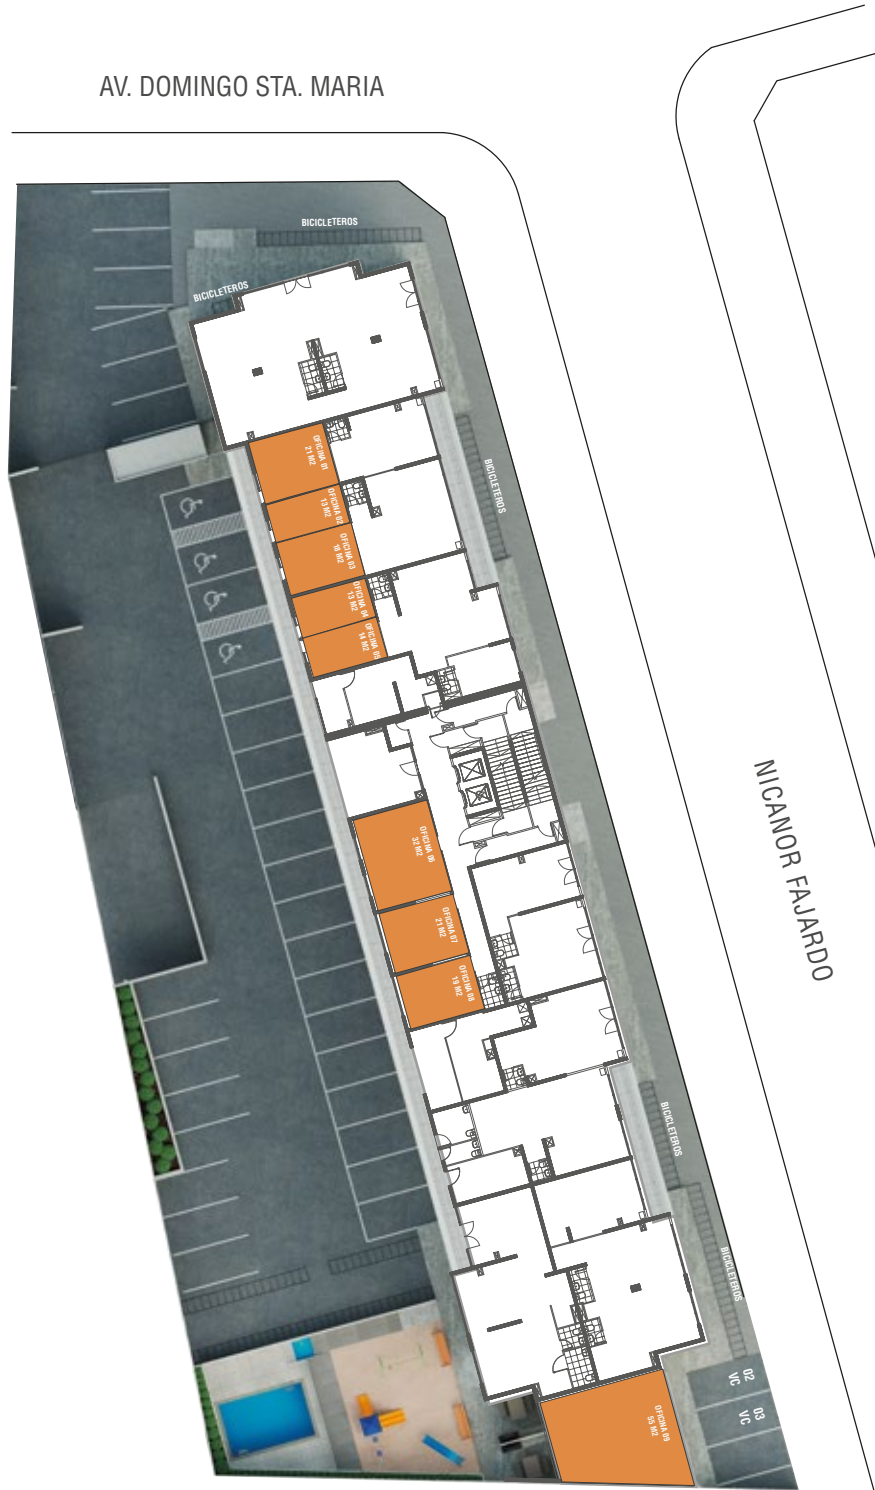 AV. DOMINGO STA. MARIA
BICICLETEROS
BICICLETEROS
OFICINA 01
21 M2
OFICINA 02
13 M2
BICICLETEROS
OFICINA 03
18 M2
OFICINA 04
13 M2
OFICINA 05
14 M2
NICANOR FAJARDO
OFICINA 06
32 M2
OFICINA 07
21 M2
OFICINA 08
19 M2
BICICLETEROS
BICICLETEROS
02
VC
03
VC
OFICINA 09
55 M2